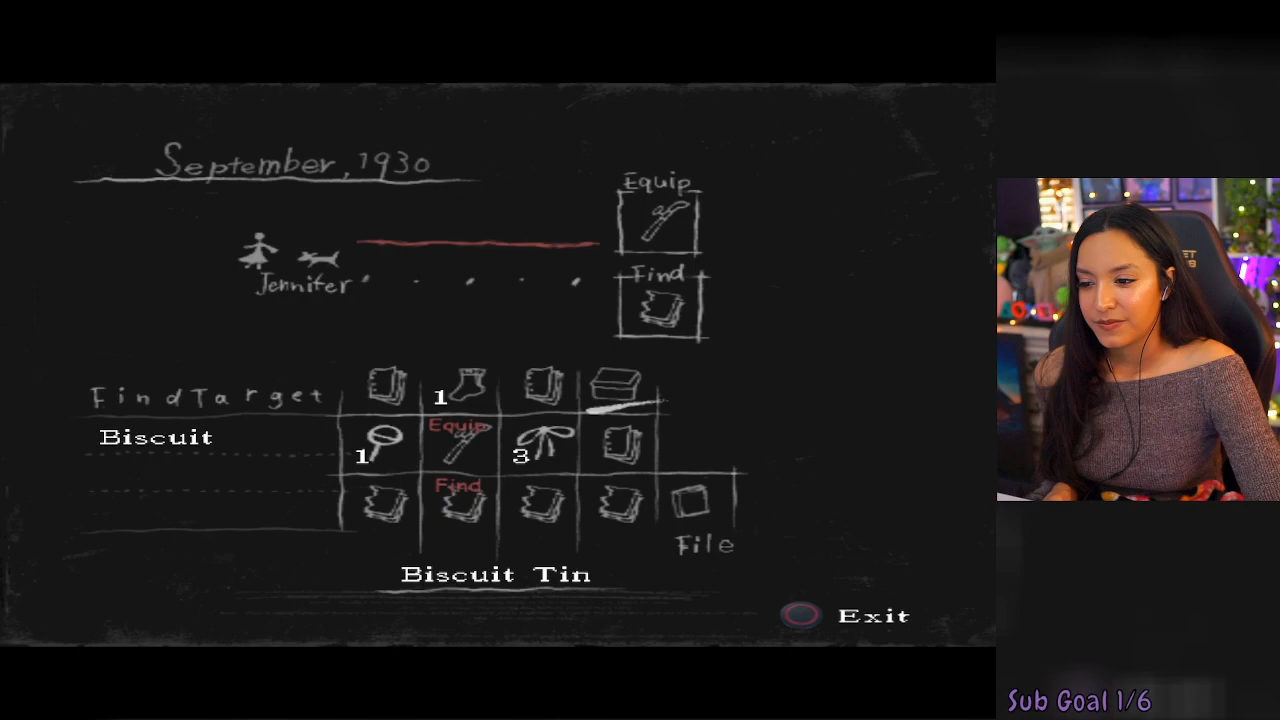 September, 1930
Equip
Find
Jennifer
FindTarget
1
Biscuit
Equip
1
3
Find
File
Biscuit Tin
Exit
Sub Goal 1/6